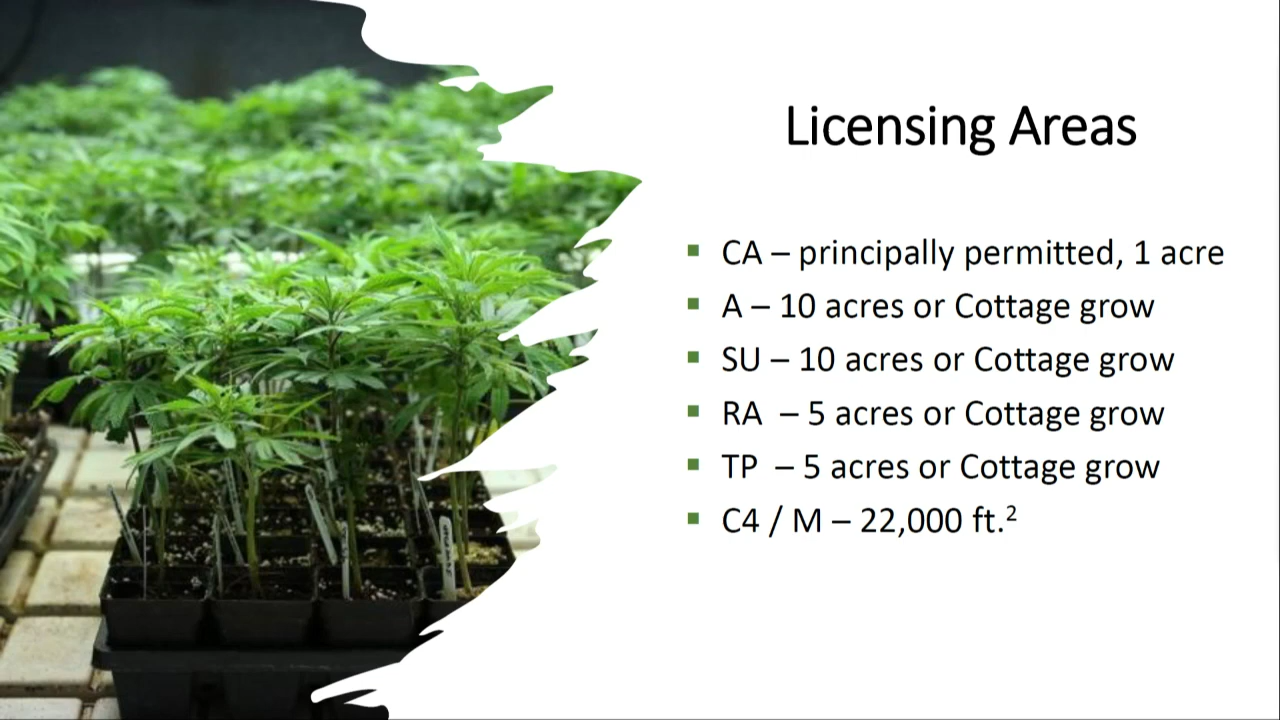 Licensing Areas
CA – principally permitted, 1 acre
A – 10 acres or Cottage grow
SU – 10 acres or Cottage grow
RA – 5 acres or Cottage grow
TP – 5 acres or Cottage grow
C4 / M – 22,000 ft.²